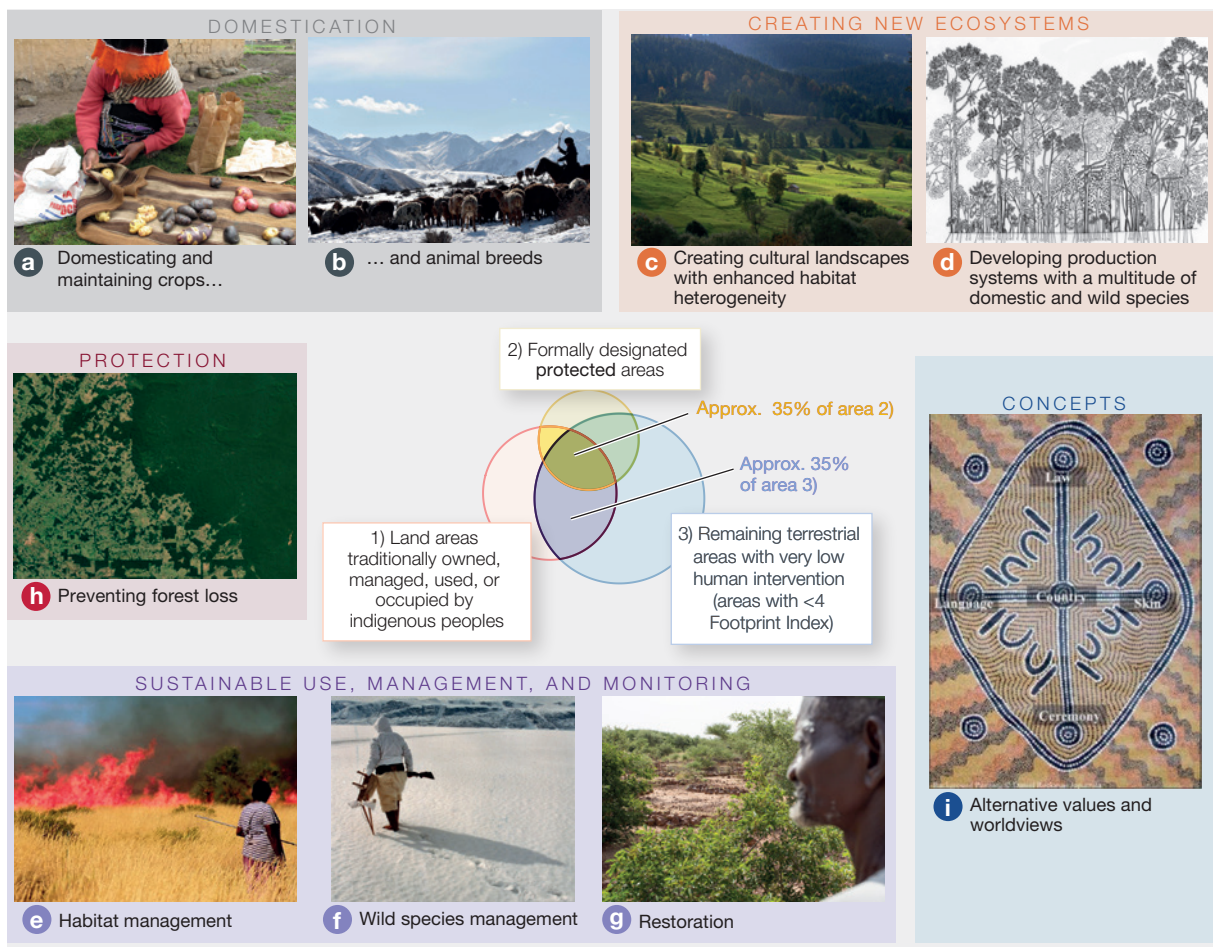 DOMESTICATION
a
Domesticating and
maintaining crops…
b
… and animal breeds
CREATING NEW ECOSYSTEMS
c
Creating cultural landscapes
with enhanced habitat
heterogeneity
d
Developing production
systems with a multitude of
domestic and wild species
PROTECTION
h
Preventing forest loss
2) Formally designated
protected areas
Approx. 35% of area 2)
Approx. 35%
of area 3)
1) Land areas
traditionally owned,
managed, used, or
occupied by
indigenous peoples
3) Remaining terrestrial
areas with very low
human intervention
(areas with <4
Footprint Index)
CONCEPTS
Law
Language
Country
Skin
Ceremony
i
Alternative values and
worldviews
SUSTAINABLE USE, MANAGEMENT, AND MONITORING
e
Habitat management
f
Wild species management
g
Restoration